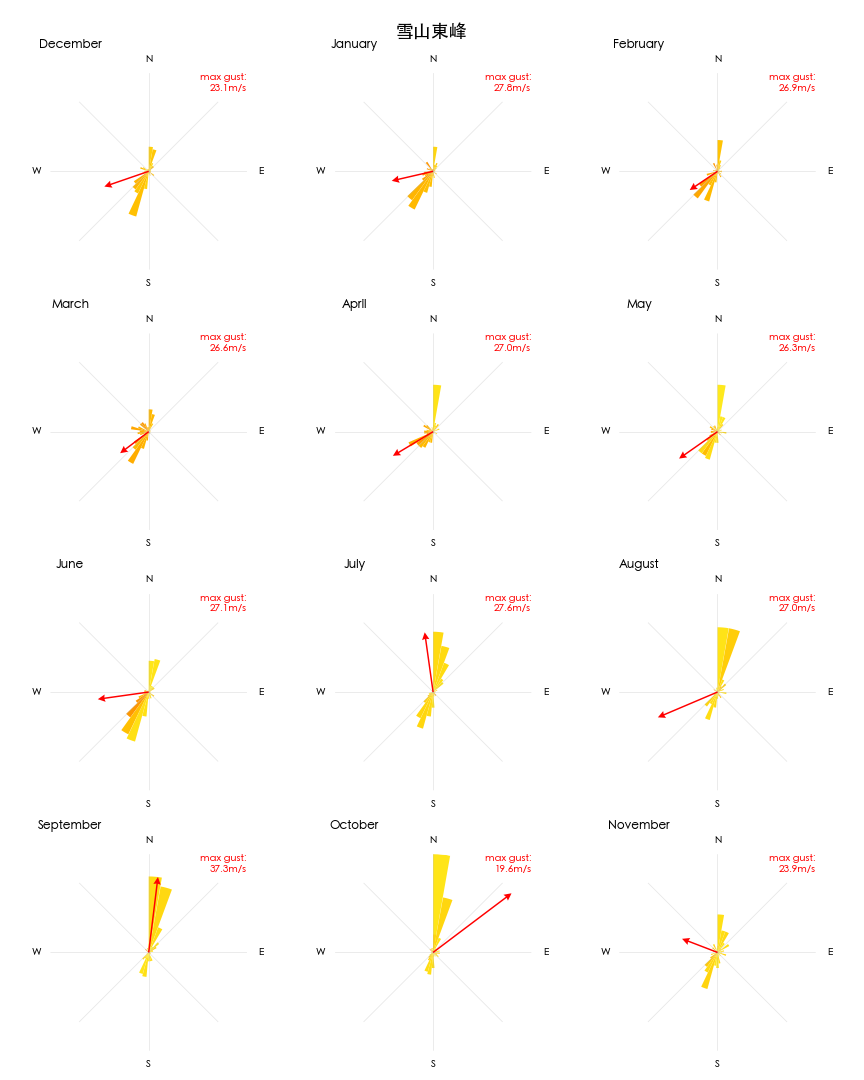 雪山東峰
December
N
max gust:
23.1m/s
W
E
S
January
N
max gust:
27.8m/s
W
E
S
February
N
max gust:
26.9m/s
W
E
S
March
N
max gust:
26.6m/s
W
E
S
April
N
max gust:
27.0m/s
W
E
S
May
N
max gust:
26.3m/s
W
E
S
June
N
max gust:
27.1m/s
W
E
S
July
N
max gust:
27.6m/s
W
E
S
August
N
max gust:
27.0m/s
W
E
S
September
N
max gust:
37.3m/s
W
E
S
October
N
max gust:
19.6m/s
W
E
S
November
N
max gust:
23.9m/s
W
E
S